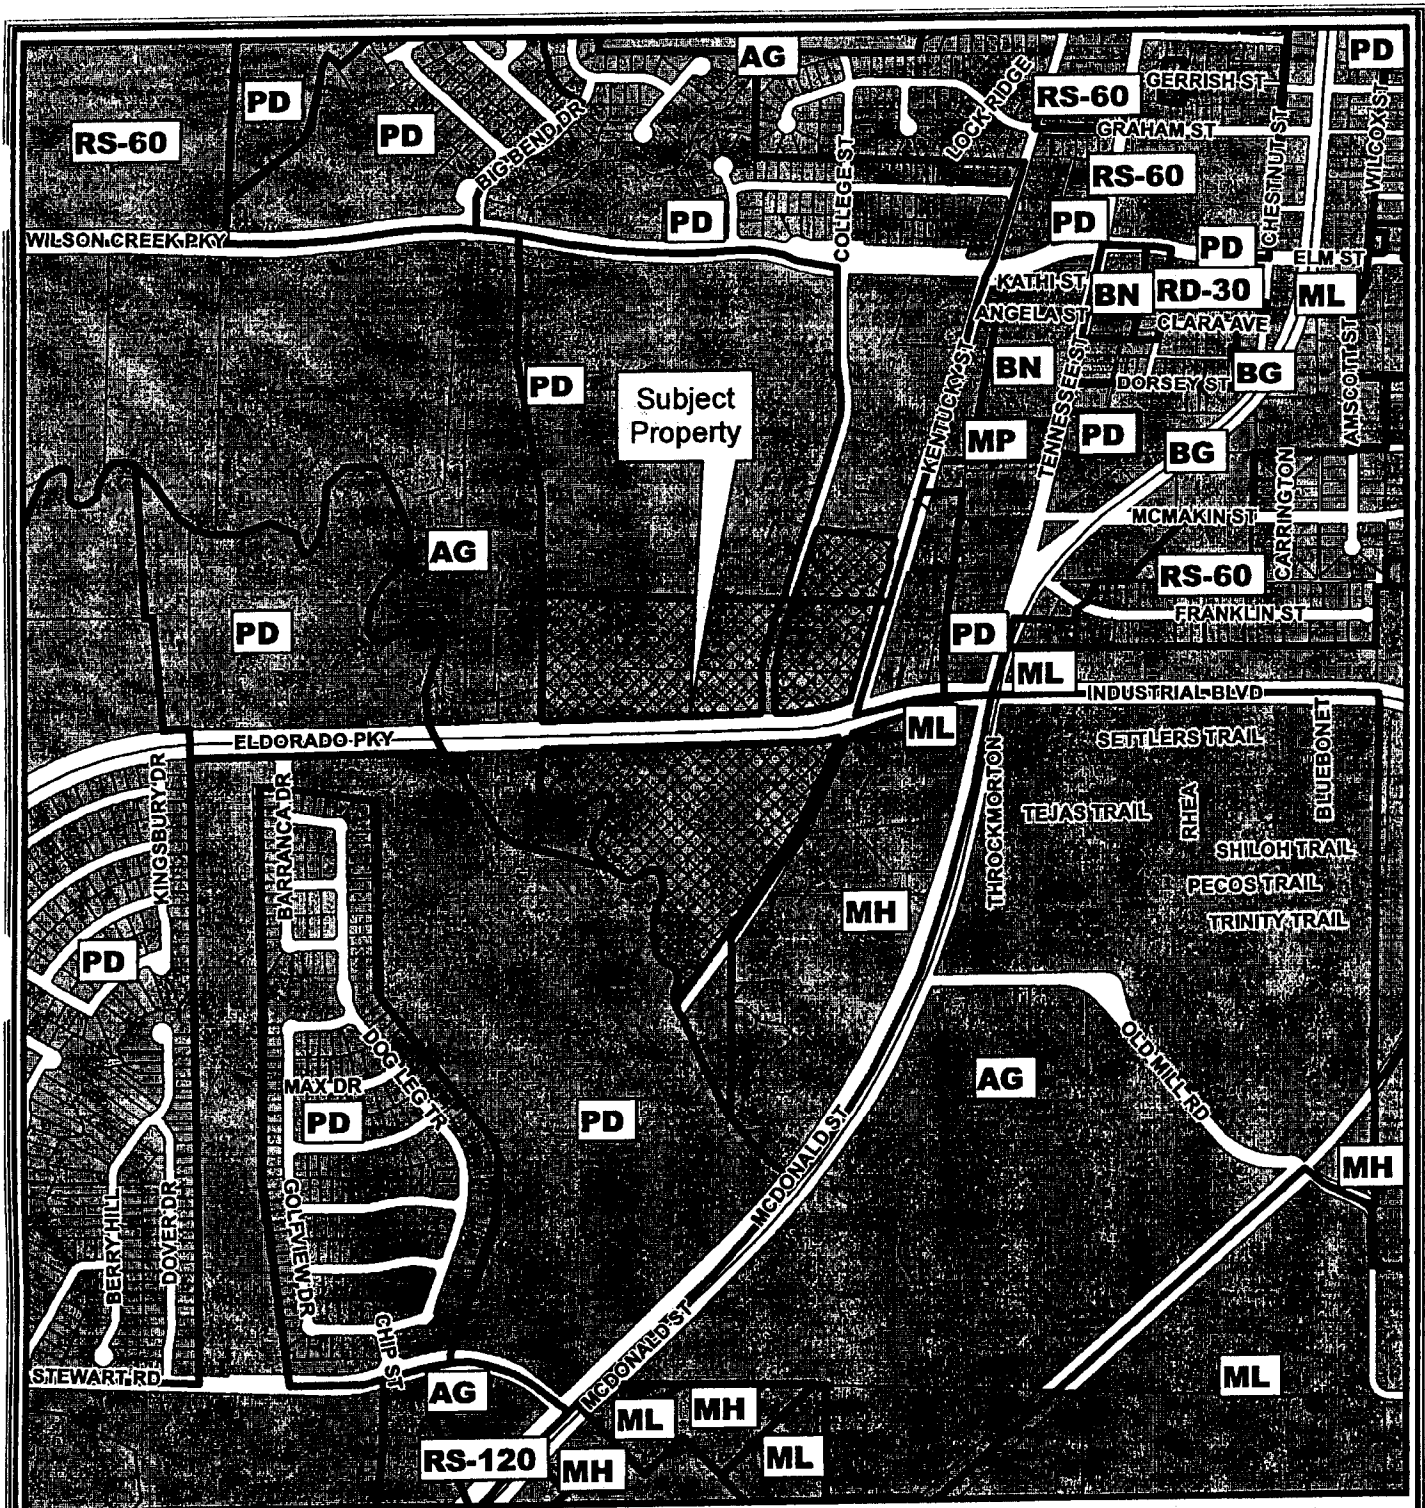 AG
PD
PD
RS-60
GERRISH ST
LOCKRIDGE
RS-60
PD
GRAHAM ST
WILCOX ST
BIG BEND DR
COLLEGE ST
RS-60
CHESTNUT ST
PD
PD
PD
WILSON CREEK PKY
ELM ST
KATHI ST
BN
RD-30
ML
ANGELA ST
CLARA AVE
BN
PD
DORSEY ST
BG
Subject
Property
KENTUCKY ST
TENNESSEE ST
AMSCOTT ST
MP
PD
BG
CARRINGTON
MCMAKIN ST
AG
RS-60
FRANKLIN ST
PD
PD
ML
INDUSTRIAL BLVD
ML
ELDORADO PKY
SETTLERS TRAIL
BLUEBONNET
KINGSBURY DR
BARRANCA DR
THROCKMORTON
TEJAS TRAIL
RHEA
SHILOH TRAIL
PECOS TRAIL
MH
TRINITY TRAIL
PD
DOG LEG TR
OLD MILL RD
MAX DR
AG
PD
PD
MCDONALD ST
MH
BERRY HILL
DOVER DR
GOLFVIEW DR
CHIP ST
MCDONALD ST
STEWART RD
ML
AG
ML
MH
RS-120
MH
ML